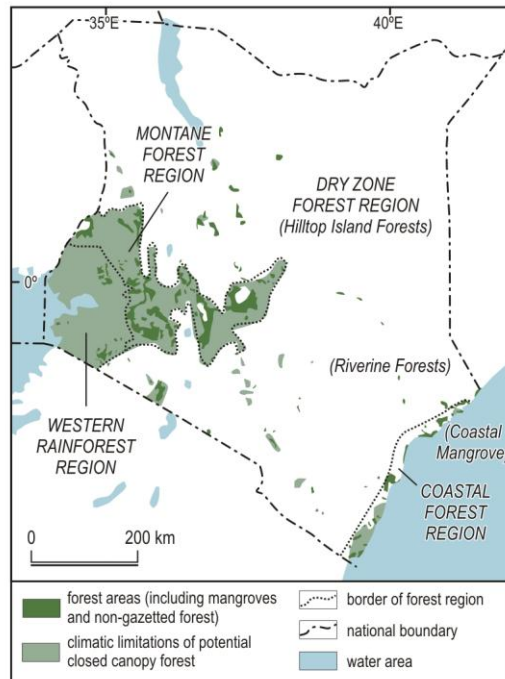 35°E
40°E
MONTANE
FOREST
REGION
DRY ZONE
FOREST REGION
(Hilltop Island Forests)
0°
(Riverine Forests)
WESTERN
RAINFOREST
REGION
(Coastal
Mangrove)
COASTAL
FOREST
REGION
0
200 km
forest areas (including mangroves
and non-gazetted forest)
climatic limitations of potential
closed canopy forest
border of forest region
national boundary
water area